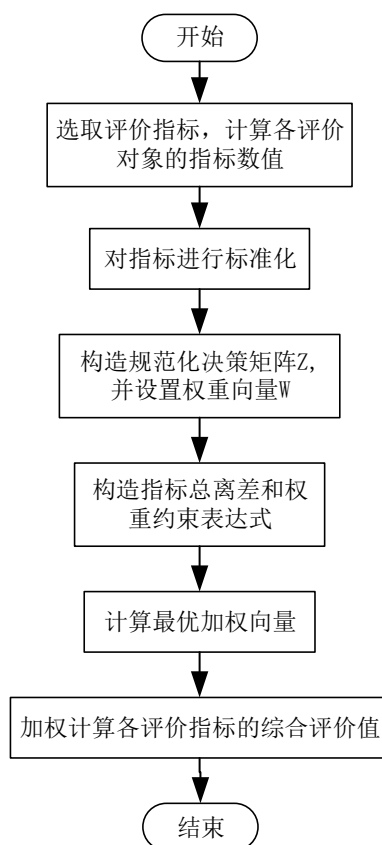 开始
选取评价指标，计算各评价
对象的指标数值
对指标进行标准化
构造规范化决策矩阵Z,
并设置权重向量W
构造指标总离差和权
重约束表达式
计算最优加权向量
加权计算各评价指标的综合评价值
结束